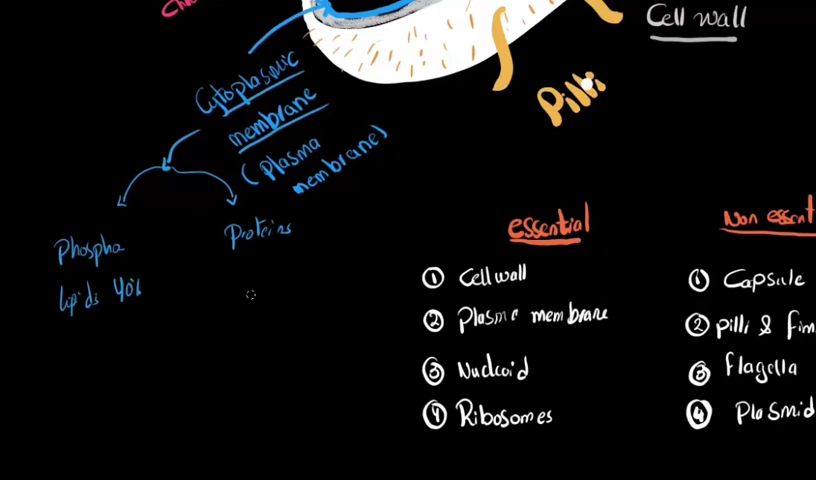 Cell wall
Cytoplasmic
membrane
(Plasma
membrane)
Pilli
Phospho
lipids 40%
Proteins
essential
① Cell wall
② Plasma membrane
③ Nucleoid
④ Ribosomes
Non essent
① Capsule
② pilli & fim
③ flagella
④ Plasmid